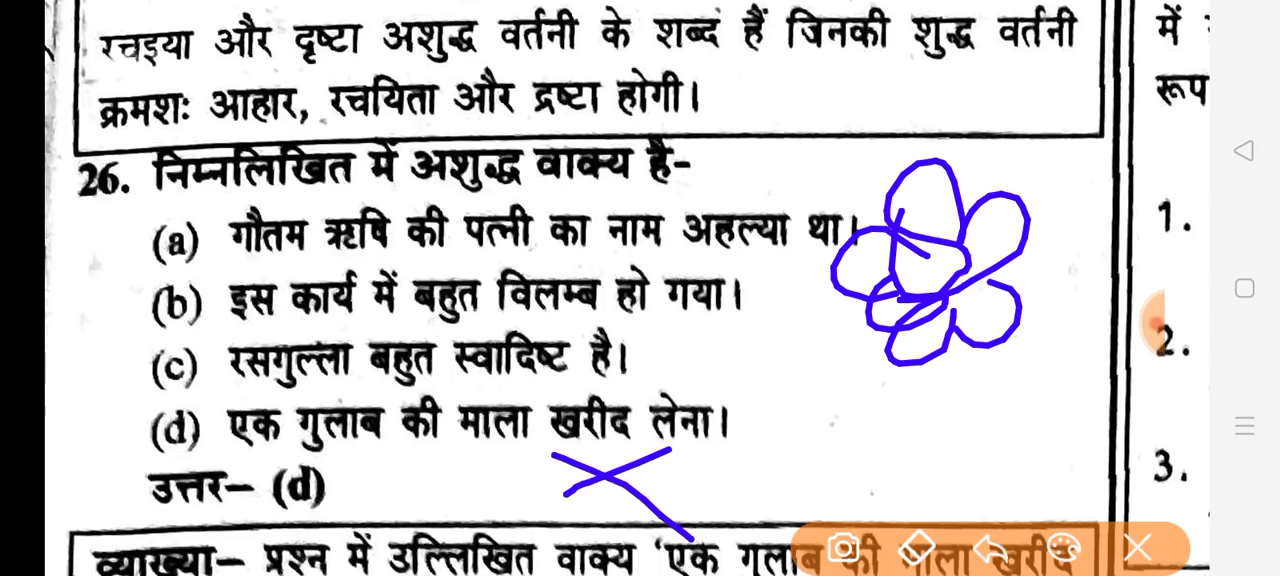 रचइया और दृष्टा अशुद्ध वर्तनी के शब्द हैं जिनकी शुद्ध वर्तनी
क्रमशः आहार, रचयिता और द्रष्टा होगी।
26. निम्नलिखित में अशुद्ध वाक्य है-
(a) गौतम ऋषि की पत्नी का नाम अहल्या था।
(b) इस कार्य में बहुत विलम्ब हो गया।
(c) रसगुल्ला बहुत स्वादिष्ट है।
(d) एक गुलाब की माला खरीद लेना।
उत्तर– (d)
व्याख्या– प्रश्न में उल्लिखित वाक्य 'एक गुलाब की माला खरीद
में
रूप
1.
2.
3.